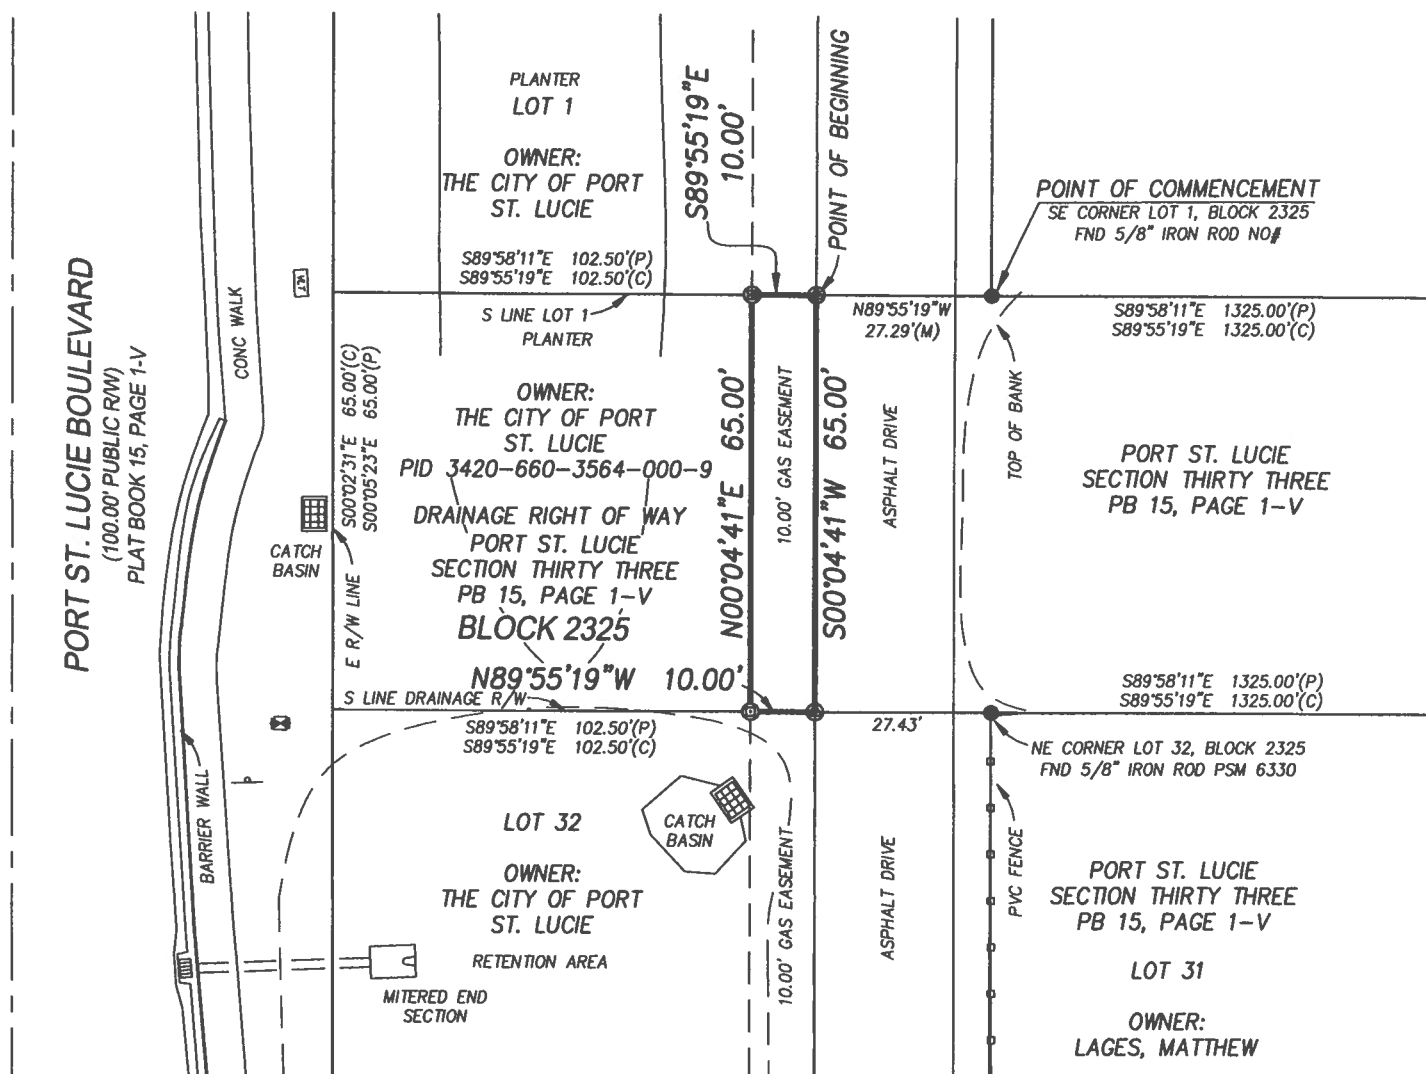 PORT ST. LUCIE BOULEVARD
(100.00' PUBLIC R/W)
PLAT BOOK 15, PAGE 1-V
CONC WALK
PLANTER
LOT 1
OWNER:
THE CITY OF PORT
ST. LUCIE
S89°58'11"E 102.50'(P)
S89°55'19"E 102.50'(C)
S LINE LOT 1
PLANTER
S89°55'19"E
10.00'
POINT OF BEGINNING
POINT OF COMMENCEMENT
SE CORNER LOT 1, BLOCK 2325
FND 5/8" IRON ROD NO#
N89°55'19"W
27.29'(M)
S89°58'11"E 1325.00'(P)
S89°55'19"E 1325.00'(C)
S00°02'31"E 65.00'(C)
S00°05'23"E 65.00'(P)
OWNER:
THE CITY OF PORT
ST. LUCIE
PID 3420-660-3564-000-9
DRAINAGE RIGHT OF WAY
PORT ST. LUCIE
SECTION THIRTY THREE
PB 15, PAGE 1-V
BLOCK 2325
N89°55'19"W 10.00'
N00°04'41"E 65.00'
10.00' GAS EASEMENT
S00°04'41"W 65.00'
ASPHALT DRIVE
TOP OF BANK
PORT ST. LUCIE
SECTION THIRTY THREE
PB 15, PAGE 1-V
CATCH
BASIN
E R/W LINE
S LINE DRAINAGE R/W
S89°58'11"E 102.50'(P)
S89°55'19"E 102.50'(C)
27.43'
S89°58'11"E 1325.00'(P)
S89°55'19"E 1325.00'(C)
NE CORNER LOT 32, BLOCK 2325
FND 5/8" IRON ROD PSM 6330
BARRIER WALL
LOT 32
OWNER:
THE CITY OF PORT
ST. LUCIE
RETENTION AREA
MITERED END
SECTION
CATCH
BASIN
10.00' GAS EASEMENT
ASPHALT DRIVE
PVC FENCE
PORT ST. LUCIE
SECTION THIRTY THREE
PB 15, PAGE 1-V
LOT 31
OWNER:
LAGES, MATTHEW